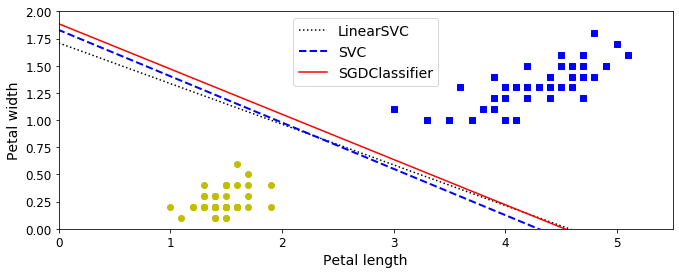 2.00
1.75
1.50
1.25
1.00
0.75
0.50
0.25
0.00
Petal width
LinearSVC
SVC
SGDClassifier
0 1 2 3 4 5
Petal length